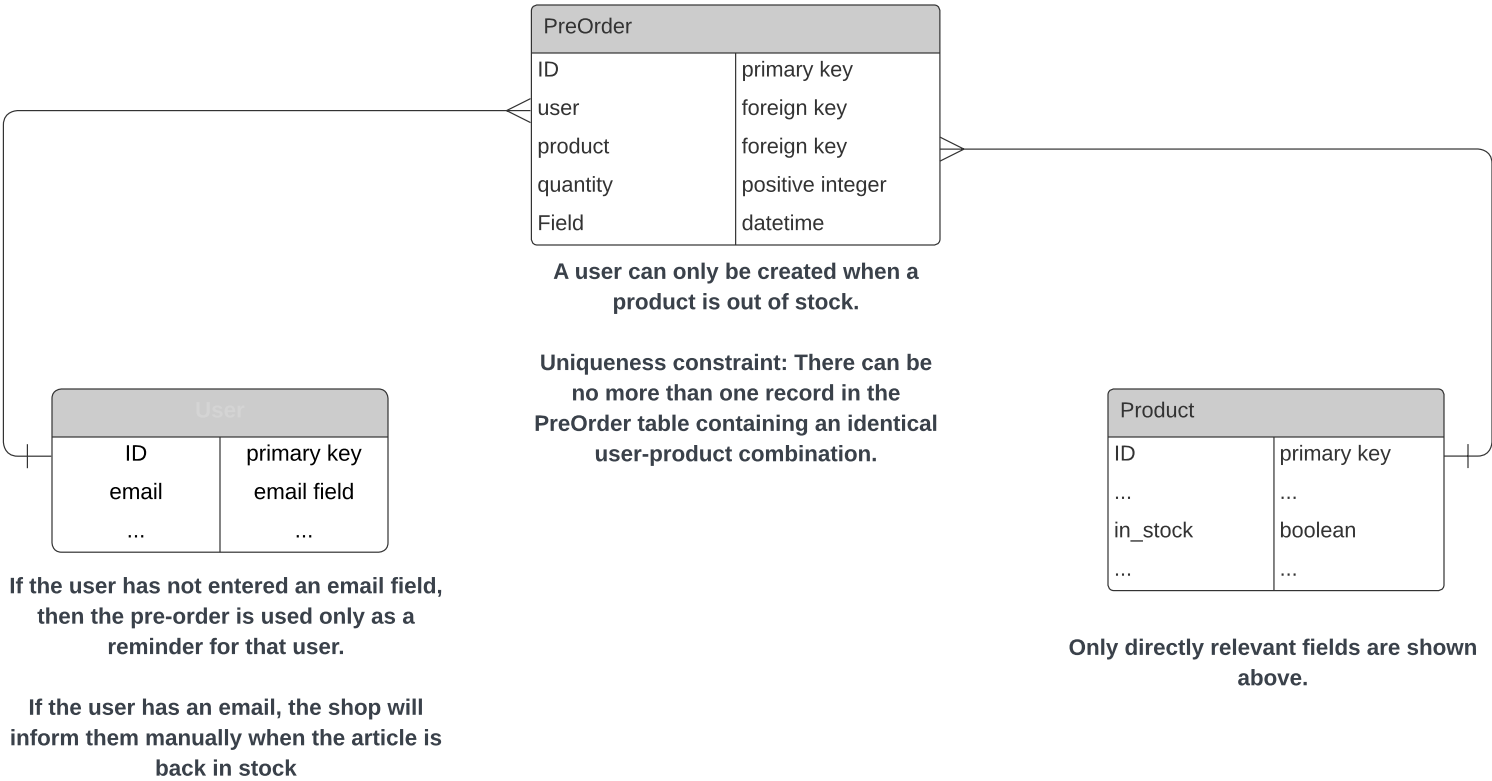 PreOrder
ID primary key
user foreign key
product foreign key
quantity positive integer
Field datetime
A user can only be created when a
product is out of stock.
Uniqueness constraint: There can be
no more than one record in the
PreOrder table containing an identical
user-product combination.
User
ID primary key
email email field
... ...
If the user has not entered an email field,
then the pre-order is used only as a
reminder for that user.
If the user has an email, the shop will
inform them manually when the article is
back in stock
Product
ID primary key
... ...
in_stock boolean
... ...
Only directly relevant fields are shown
above.